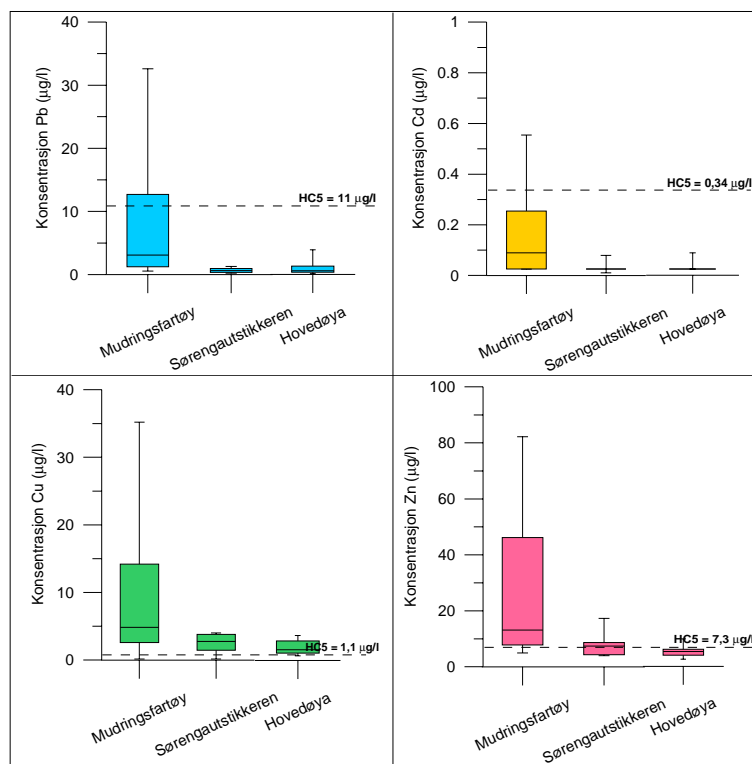 Konsentrasjon Pb (µg/l)
40
30
20
10
0
HC5 = 11 µg/l
Mudringsfartøy
Sørengautstikkeren
Hovedøya
Konsentrasjon Cd (µg/l)
1
0.8
0.6
0.4
0.2
0
HC5 = 0,34 µg/l
Mudringsfartøy
Sørengautstikkeren
Hovedøya
Konsentrasjon Cu (µg/l)
40
30
20
10
0
HC5 = 1,1 µg/l
Mudringsfartøy
Sørengautstikkeren
Hovedøya
Konsentrasjon Zn (µg/l)
100
80
60
40
20
0
HC5 = 7,3 µg/l
Mudringsfartøy
Sørengautstikkeren
Hovedøya